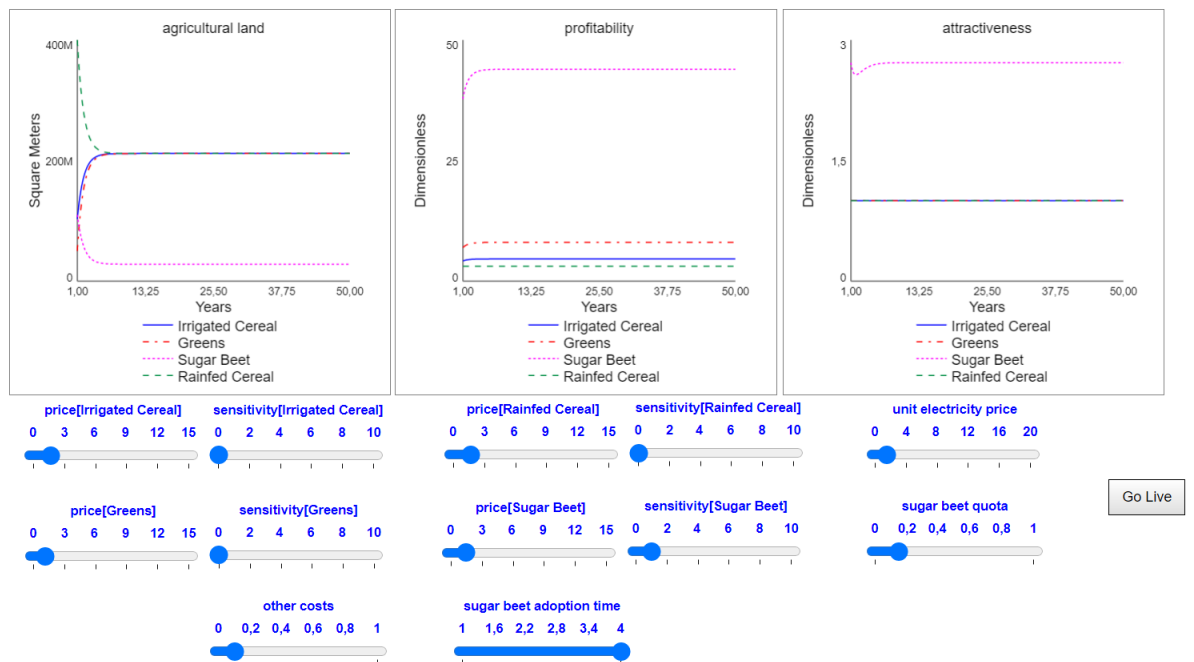 agricultural land
400M
200M
0
Square Meters
1,00 13,25 25,50 37,75 50,00
Years
Irrigated Cereal
Greens
Sugar Beet
Rainfed Cereal
profitability
50
25
0
Dimensionless
1,00 13,25 25,50 37,75 50,00
Years
Irrigated Cereal
Greens
Sugar Beet
Rainfed Cereal
attractiveness
3
1,5
0
Dimensionless
1,00 13,25 25,50 37,75 50,00
Years
Irrigated Cereal
Greens
Sugar Beet
Rainfed Cereal
price[Irrigated Cereal]
0 3 6 9 12 15
sensitivity[Irrigated Cereal]
0 2 4 6 8 10
price[Rainfed Cereal]
0 3 6 9 12 15
sensitivity[Rainfed Cereal]
0 2 4 6 8 10
unit electricity price
0 4 8 12 16 20
price[Greens]
0 3 6 9 12 15
sensitivity[Greens]
0 2 4 6 8 10
price[Sugar Beet]
0 3 6 9 12 15
sensitivity[Sugar Beet]
0 2 4 6 8 10
sugar beet quota
0 0,2 0,4 0,6 0,8 1
Go Live
other costs
0 0,2 0,4 0,6 0,8 1
sugar beet adoption time
1 1,6 2,2 2,8 3,4 4